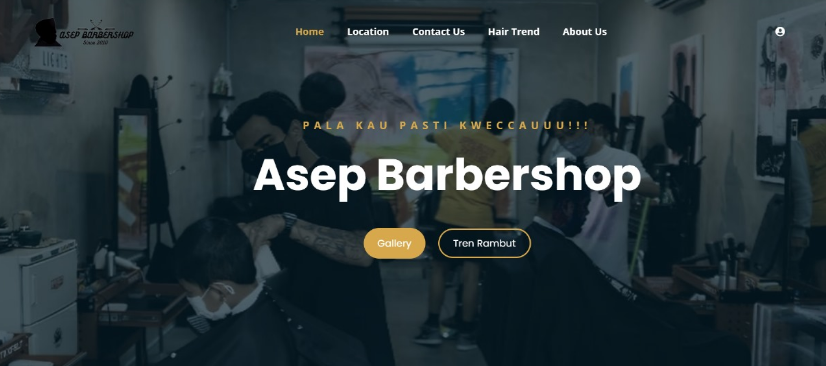 ASEP BARBERSHOP
Since 2020
Home
Location
Contact Us
Hair Trend
About Us
PALA KAU PASTI KWECCAUUU!!!
Asep Barbershop
Gallery
Tren Rambut
LIGHTS